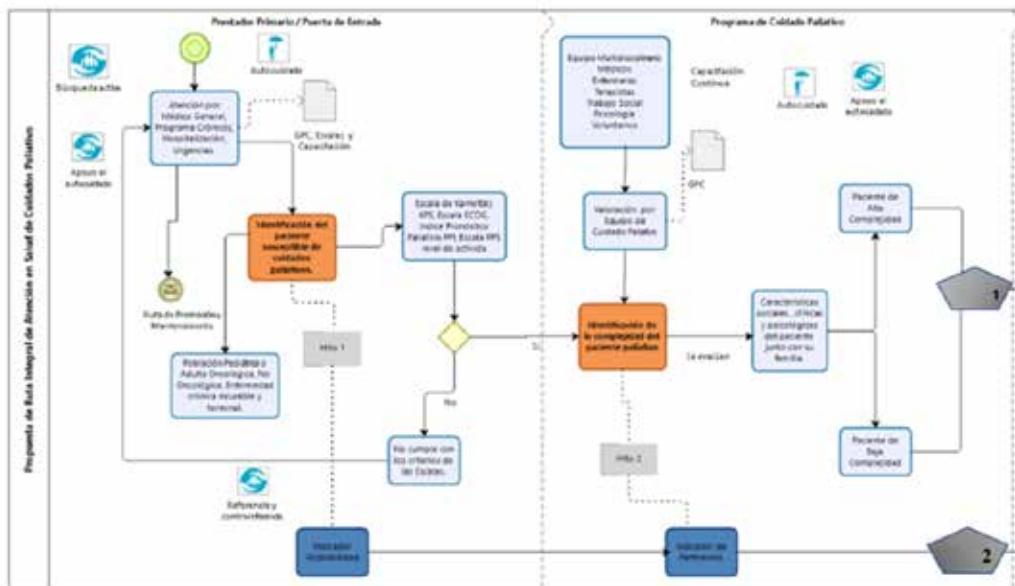 Propuesta de Ruta Integral de Atención en Salud de Cuidados Paliativos
Prestador Primario / Puerta de Entrada
Búsqueda activa
Autocuidado
Atención por
Médico General,
Programa Crónicos,
Hospitalización,
Urgencias
GPC, Escalas y
Capacitación
Apoyo al
autocuidado
Identificación del
paciente
susceptible de
cuidados
paliativos.
Escala de Karnofsky
KPS, Escala ECOG,
Índice Pronóstico
Paliativo PPI, Escala PPS
nivel de actividad
Ruta de Promoción y
Mantenimiento
Hito 1
Población Pediátrica o
Adulta Oncológica, No
Oncológica, Enfermedad
crónica incurable y
terminal.
Si
No
No cumple con
los criterios de
las Escalas.
Referencia y
contrarreferencia
Indicador
Programa de Cuidado Paliativo
Equipo Multidisciplinario
Médicos
Enfermeras
Terapistas
Trabajo Social
Psicología
Voluntarios
Capacitación
Continua
Autocuidado
Apoyo al
autocuidado
GPC
Valoración por
Equipo de
Cuidado Paliativo
Identificación de
la complejidad del
paciente paliativo
Se evalúan
Características
sociales, clínicas
y psicológicas
del paciente
junto con su
familia
Paciente de
Alta
Complejidad
1
Paciente de
Baja
Complejidad
Hito 2
Indicador de
2